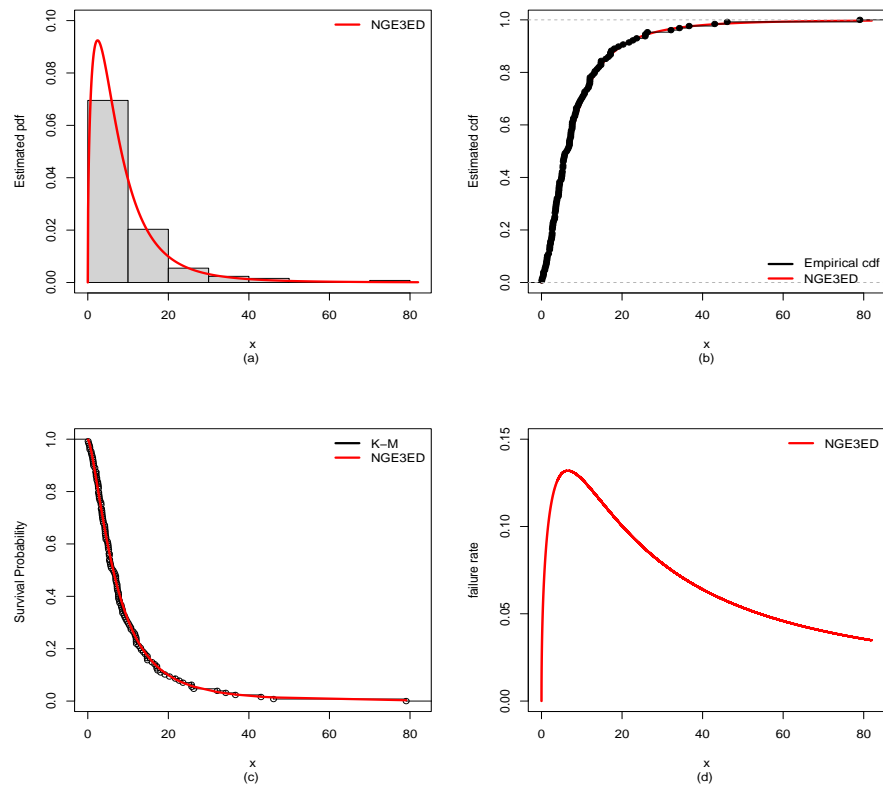 NGE3ED
Estimated pdf
0.00 0.02 0.04 0.06 0.08 0.10
0 20 40 60 80
x
(a)
Estimated cdf
0.0 0.2 0.4 0.6 0.8 1.0
Empirical cdf
NGE3ED
0 20 40 60 80
x
(b)
Survival Probability
0.0 0.2 0.4 0.6 0.8 1.0
K−M
NGE3ED
0 20 40 60 80
x
(c)
failure rate
0.00 0.05 0.10 0.15
NGE3ED
0 20 40 60 80
x
(d)